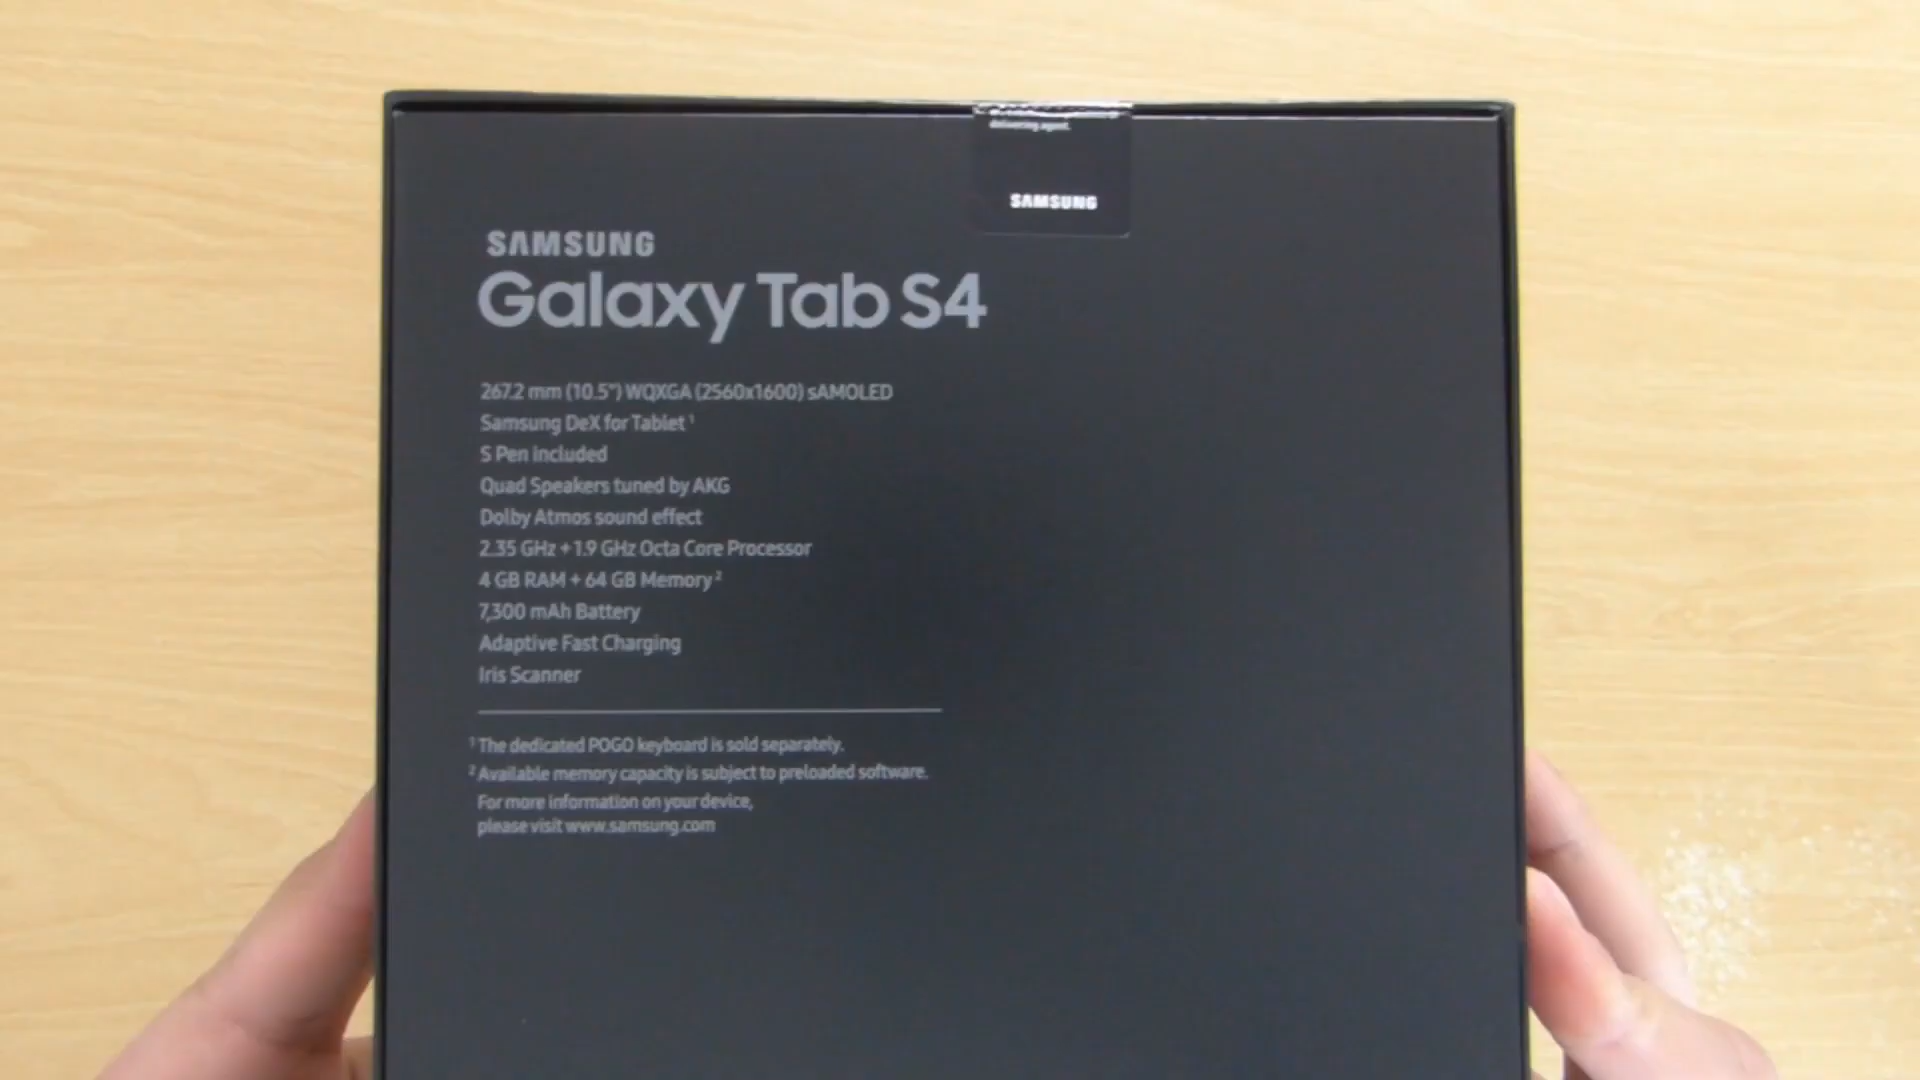 delivering agent.
SAMSUNG
SAMSUNG
Galaxy Tab S4
267.2 mm (10.5") WQXGA (2560x1600) sAMOLED
Samsung DeX for Tablet ¹
S Pen included
Quad Speakers tuned by AKG
Dolby Atmos sound effect
2.35 GHz + 1.9 GHz Octa Core Processor
4 GB RAM + 64 GB Memory ²
7,300 mAh Battery
Adaptive Fast Charging
Iris Scanner
¹ The dedicated POGO keyboard is sold separately.
² Available memory capacity is subject to preloaded software.
For more information on your device,
please visit www.samsung.com